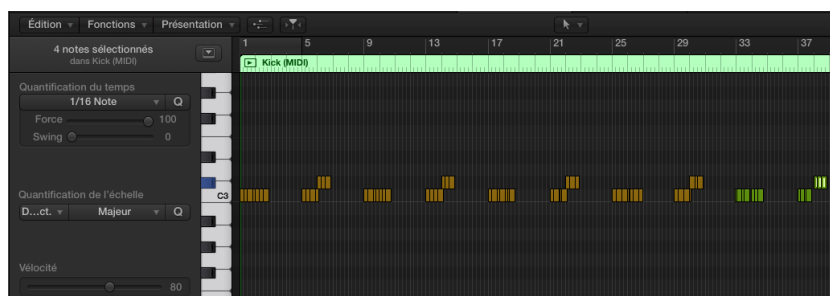 Édition Fonctions Présentation
4 notes sélectionnés
dans Kick (MIDI)
1 5 9 13 17 21 25 29 33 37
Kick (MIDI)
Quantification du temps
1/16 Note Q
Force 100
Swing 0
C3
Quantification de l'échelle
D...ct. Majeur Q
Vélocité
80